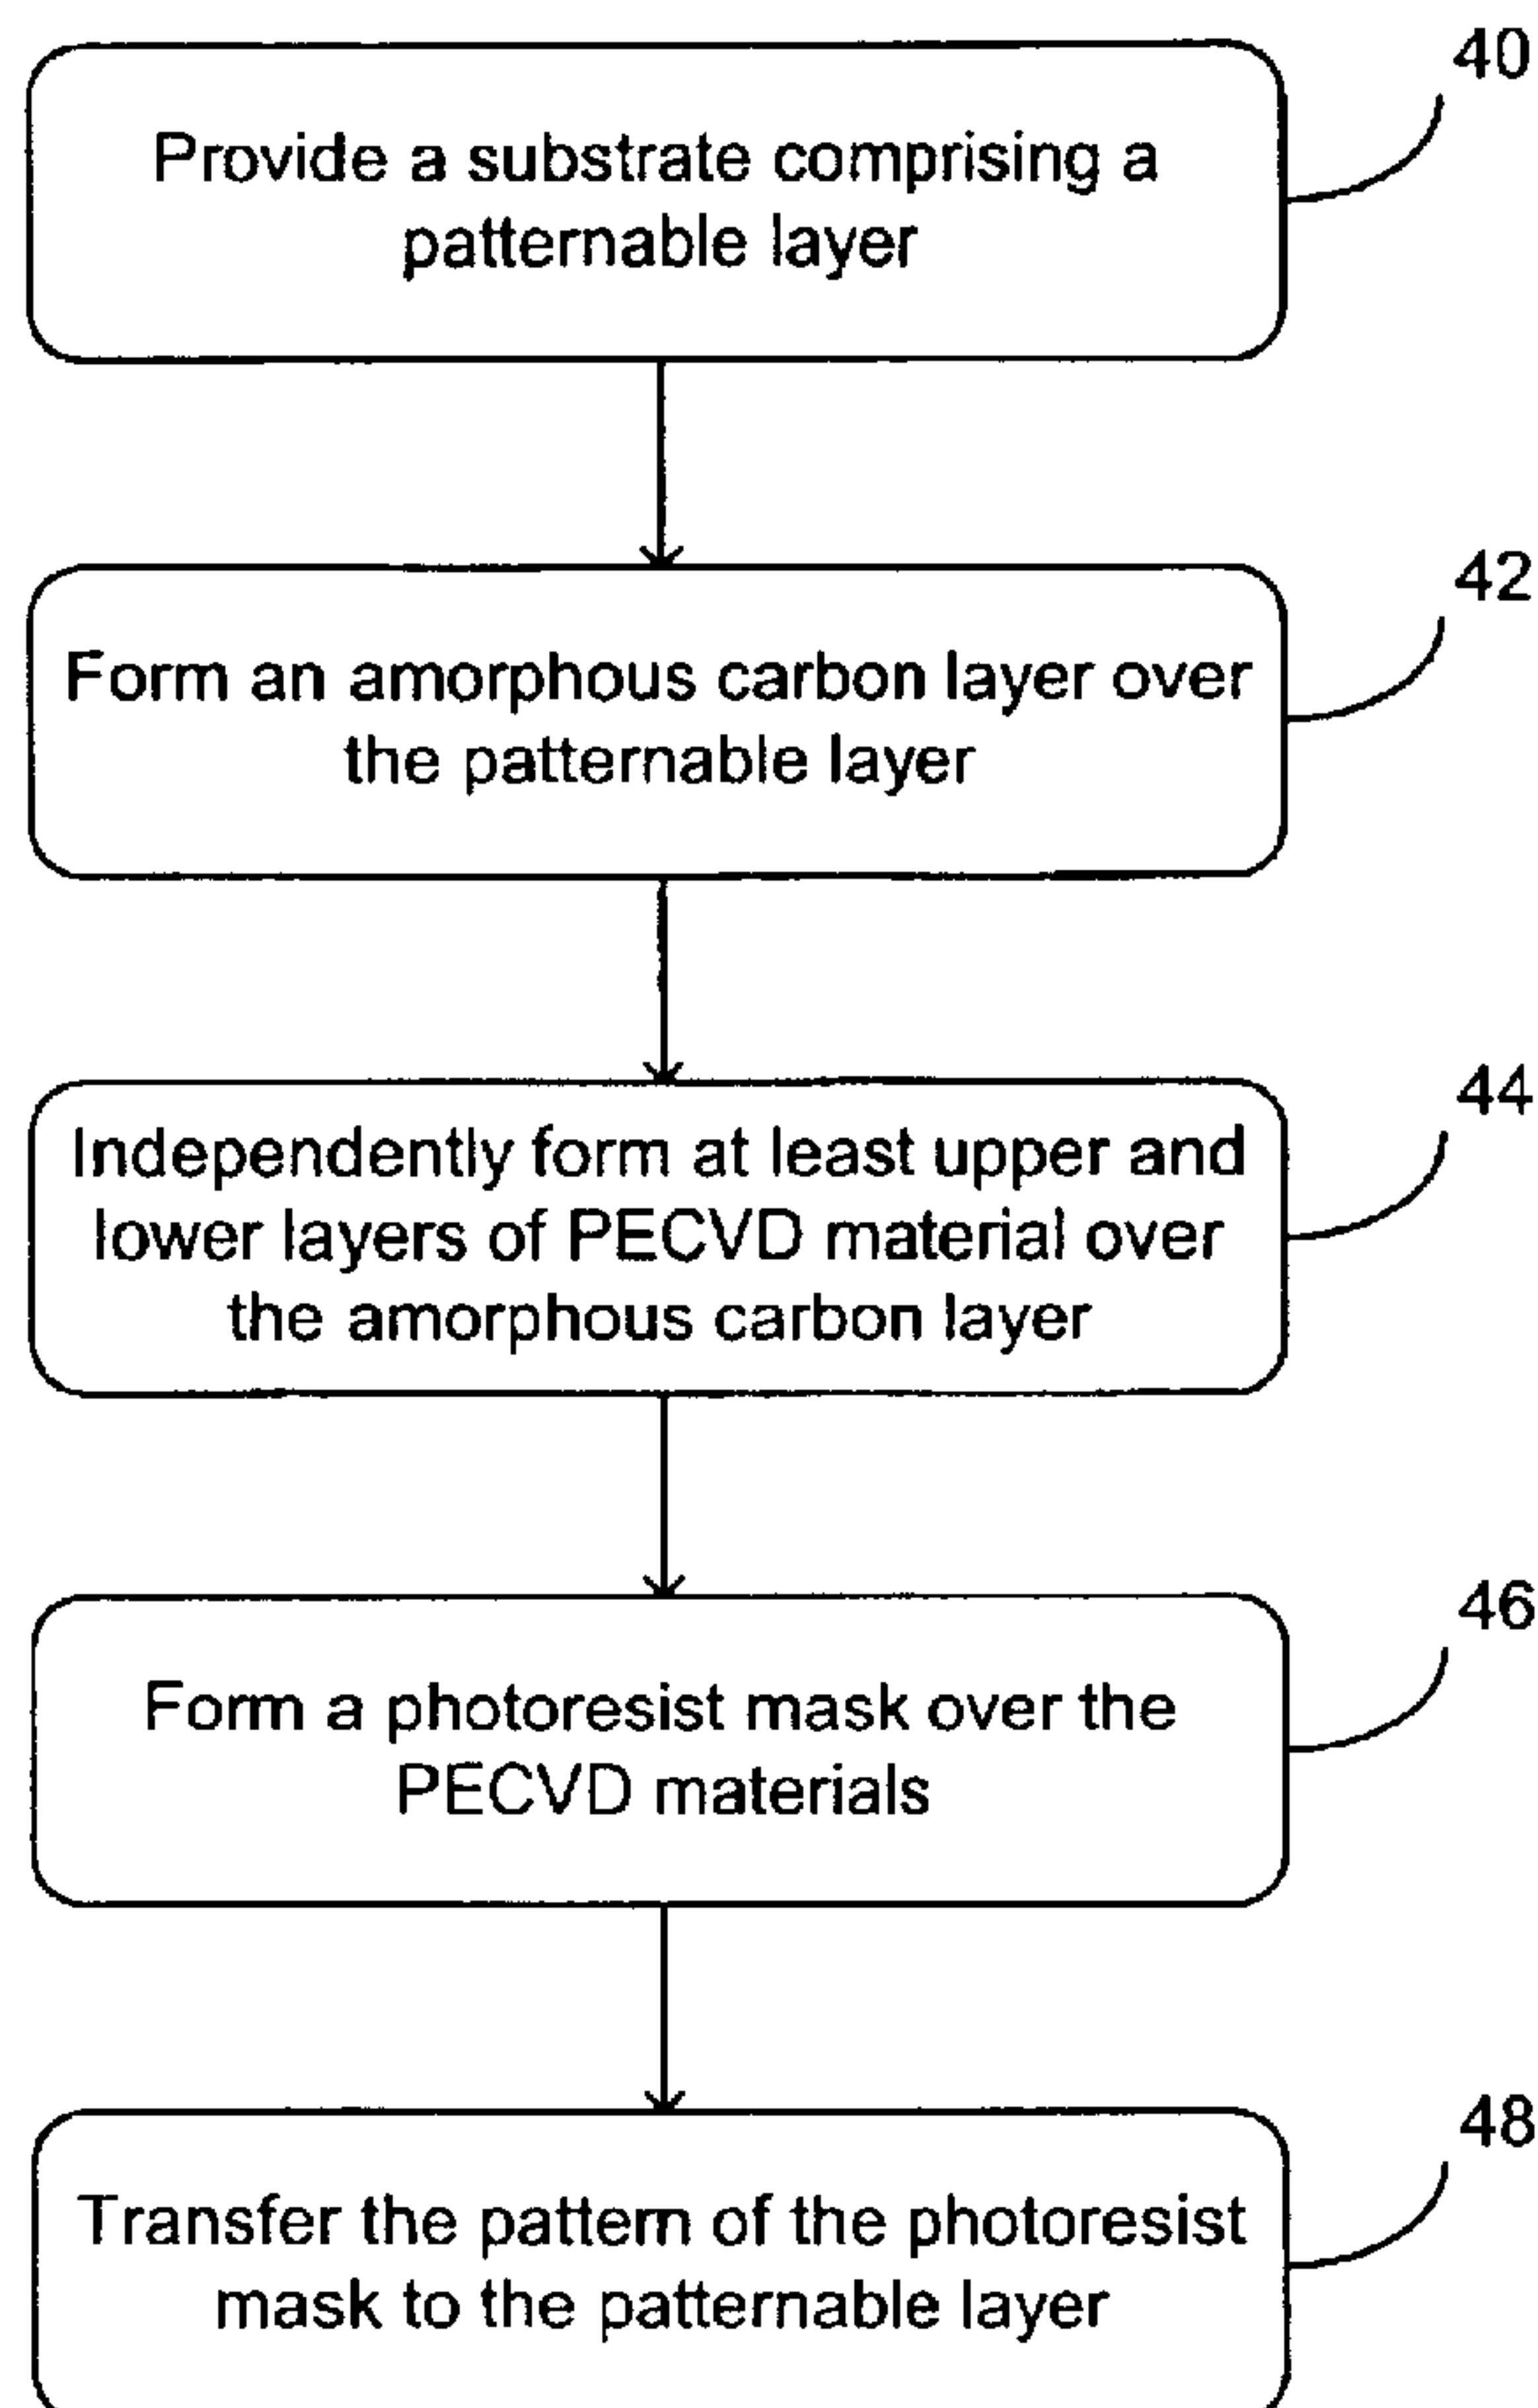 40
Provide a substrate comprising a
patternable layer
42
Form an amorphous carbon layer over
the patternable layer
44
Independently form at least upper and
lower layers of PECVD material over
the amorphous carbon layer
46
Form a photoresist mask over the
PECVD materials
48
Transfer the pattern of the photoresist
mask to the patternable layer